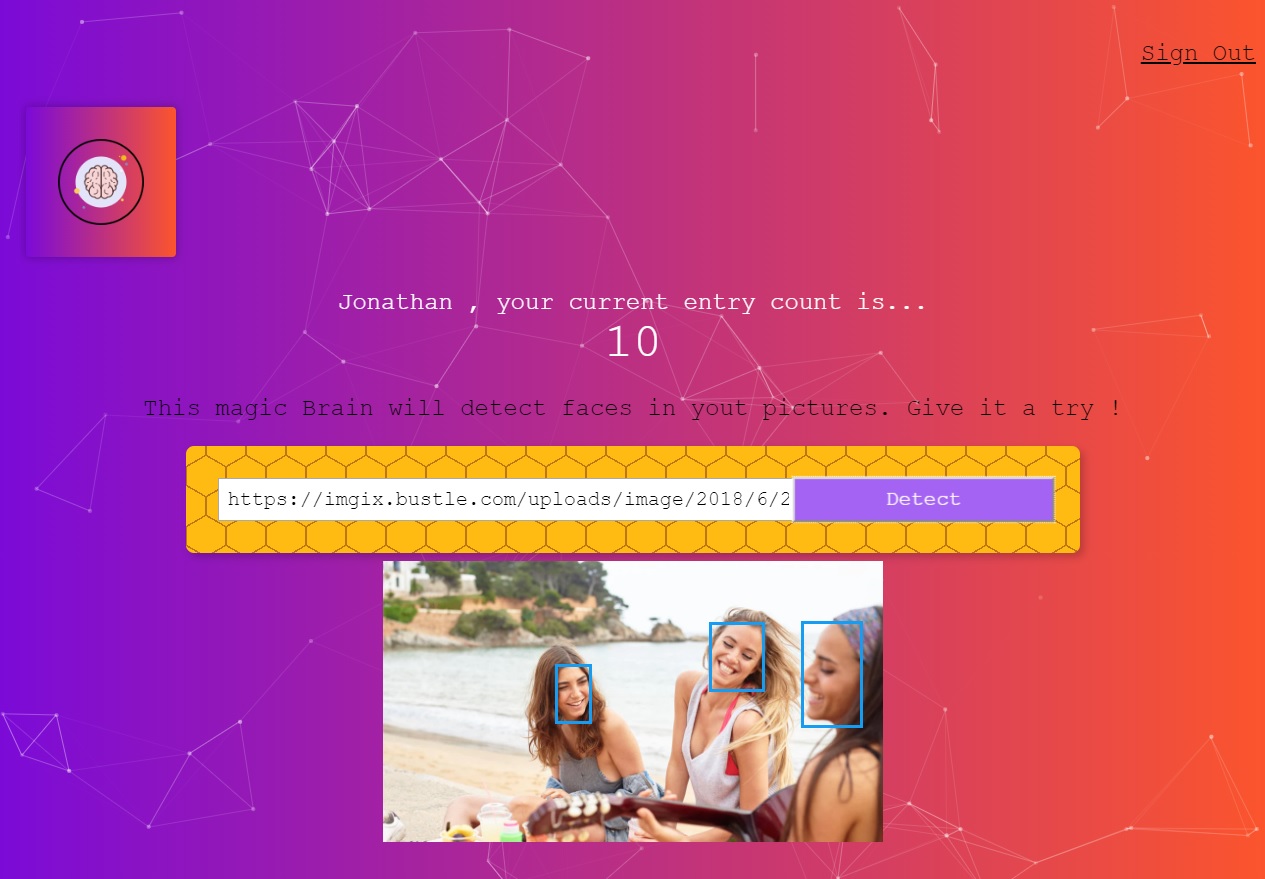 Sign Out
Jonathan , your current entry count is...
10
This magic Brain will detect faces in yout pictures. Give it a try !
https://imgix.bustle.com/uploads/image/2018/6/2
Detect